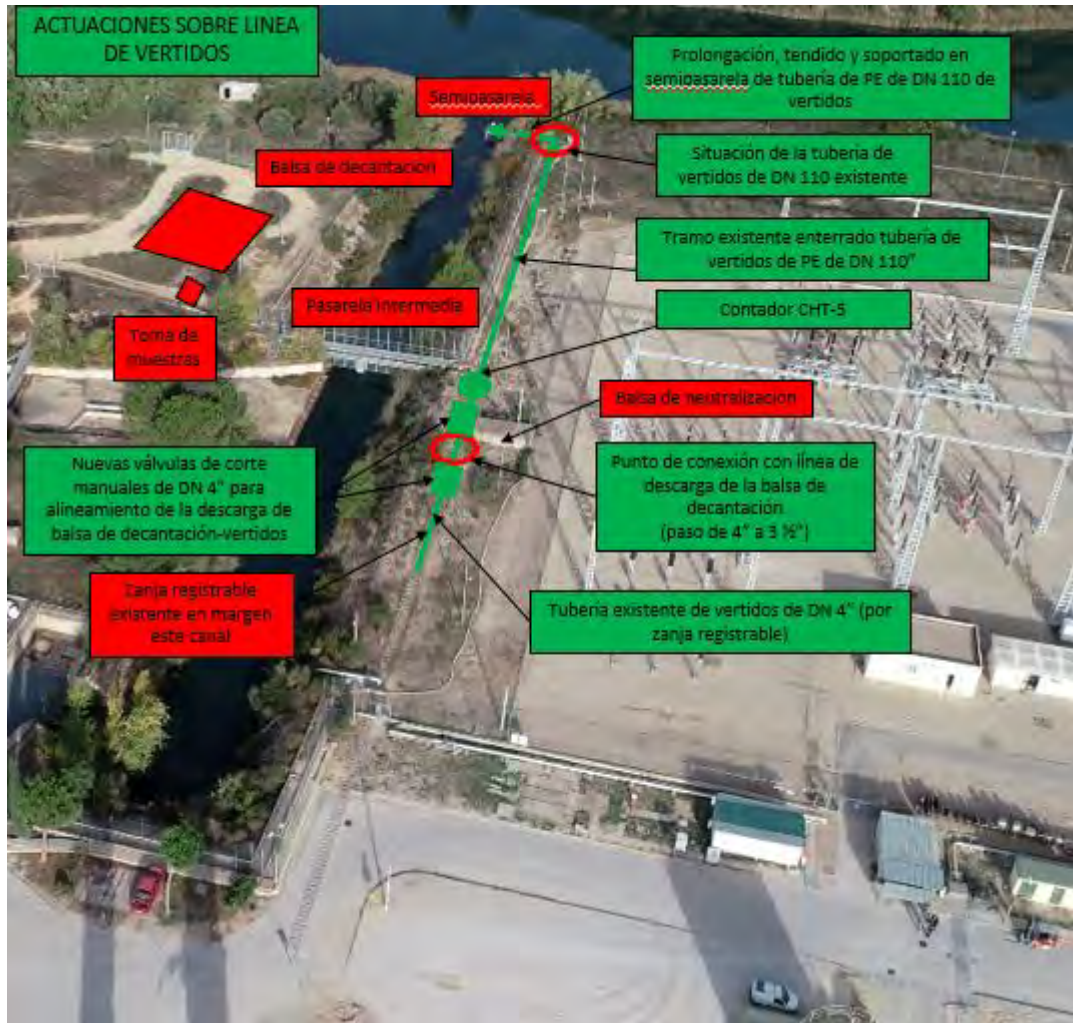 ACTUACIONES SOBRE LINEA
DE VERTIDOS
Prolongación, tendido y soportado en
semipasarela de tubería de PE de DN 110 de
vertidos
Semipasarela
Situación de la tubería de
vertidos de DN 110 existente
Balsa de decantacion
Tramo existente enterrado tubería de
vertidos de PE de DN 110"
Pasarela intermedia
Contador CHT-5
Toma de
muestras
Balsa de neutralización
Nuevas válvulas de corte
manuales de DN 4" para
alineamiento de la descarga de
balsa de decantación-vertidos
Punto de conexión con línea de
descarga de la balsa de
decantación
(paso de 4" a 3 ½")
Zanja registrable
existente en margen
este canal
Tubería existente de vertidos de DN 4" (por
zanja registrable)